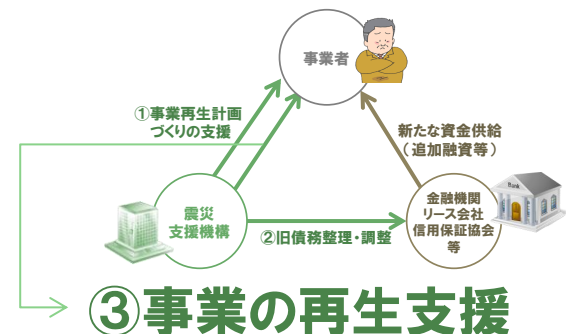 事業者
①事業再生計画
づくりの支援
新たな資金供給
（追加融資等）
震災
支援機構
②旧債務整理・調整
Bank
金融機関
リース会社
信用保証協会
等
③事業の再生支援